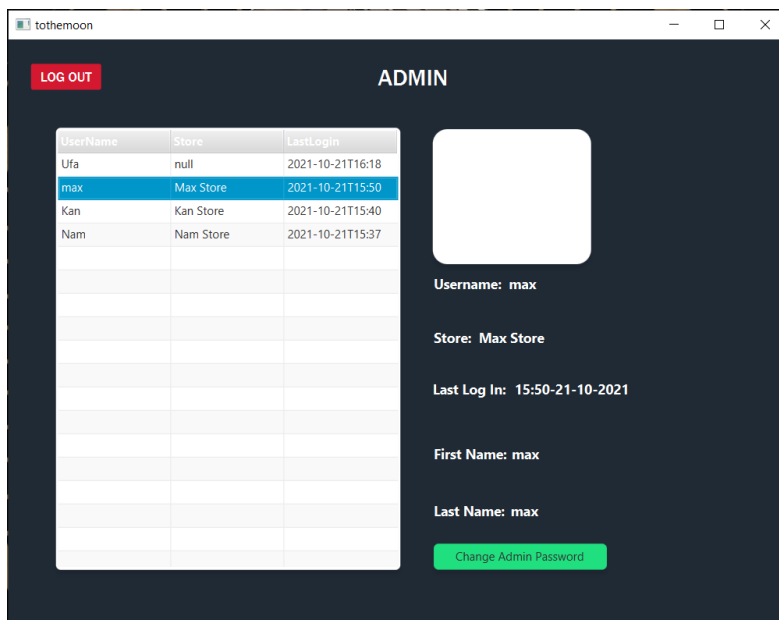 tothemoon
LOG OUT
ADMIN
UserName Store LastLogin
Ufa null 2021-10-21T16:18
max Max Store 2021-10-21T15:50
Kan Kan Store 2021-10-21T15:40
Nam Nam Store 2021-10-21T15:37
Username: max
Store: Max Store
Last Log In: 15:50-21-10-2021
First Name: max
Last Name: max
Change Admin Password